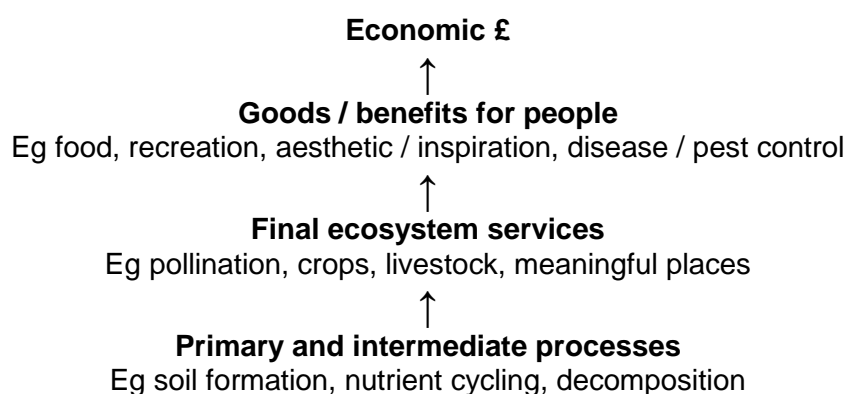 Economic £
↑
Goods / benefits for people
Eg food, recreation, aesthetic / inspiration, disease / pest control
↑
Final ecosystem services
Eg pollination, crops, livestock, meaningful places
↑
Primary and intermediate processes
Eg soil formation, nutrient cycling, decomposition